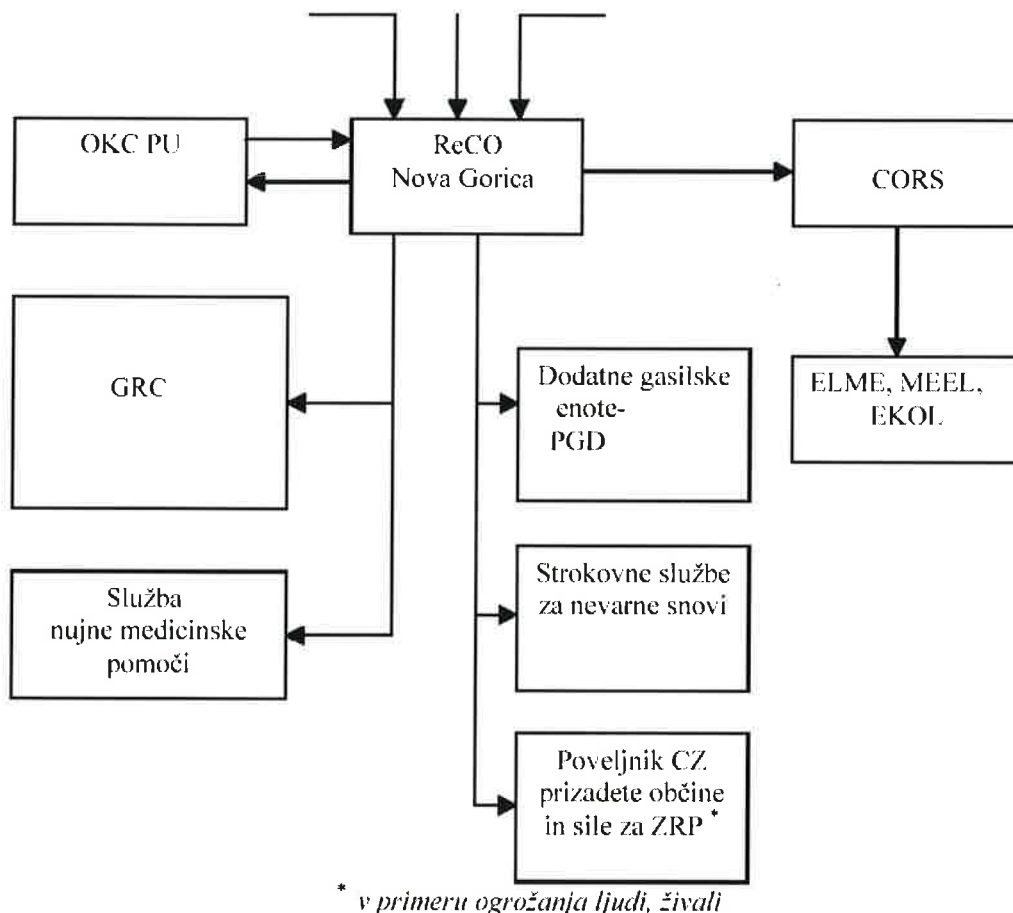 OKC PU
ReCO
Nova Gorica
CORS
GRC
Dodatne gasilske
enote-
PGD
ELME, MEEL,
EKOL
Služba
nujne medicinske
pomoči
Strokovne službe
za nevarne snovi
Poveljnik CZ
prizadete občine
in sile za ZRP *
* v primeru ogrožanja ljudi, živali